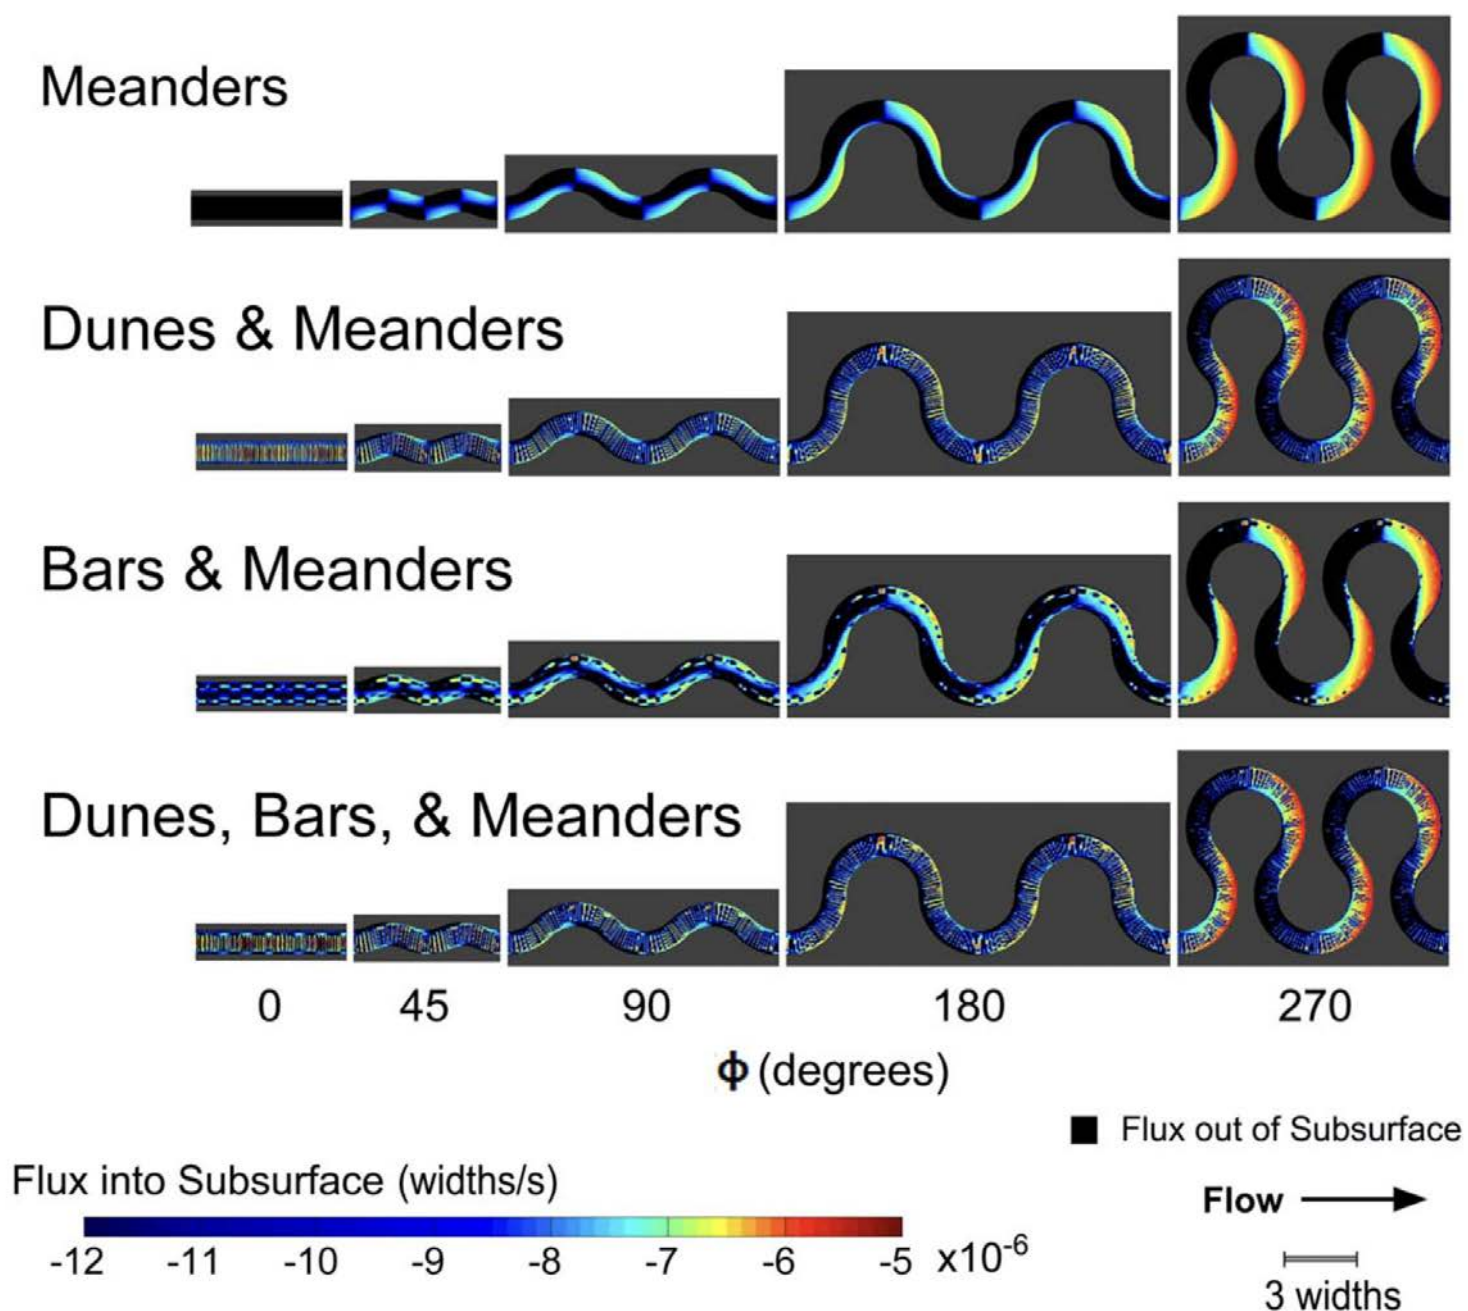 Meanders
Dunes & Meanders
Bars & Meanders
Dunes, Bars, & Meanders
0 45 90 180 270
ϕ (degrees)
Flux out of Subsurface
Flux into Subsurface (widths/s)
Flow
-12 -11 -10 -9 -8 -7 -6 -5 x10⁻⁶
3 widths